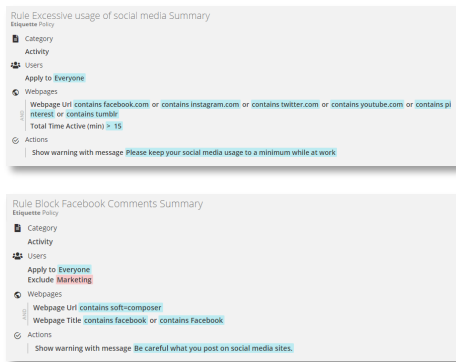 Rule Excessive usage of social media Summary
Etiquette Policy
Category
Activity
Users
Apply to Everyone
Webpages
Webpage Url contains facebook.com or contains instagram.com or contains twitter.com or contains youtube.com or contains pi
nterest or contains tumblr
AND
Total Time Active (min) > 15
Actions
Show warning with message Please keep your social media usage to a minimum while at work
Rule Block Facebook Comments Summary
Etiquette Policy
Category
Activity
Users
Apply to Everyone
Exclude Marketing
Webpages
Webpage Url contains soft=composer
AND
Webpage Title contains facebook or contains Facebook
Actions
Show warning with message Be careful what you post on social media sites.